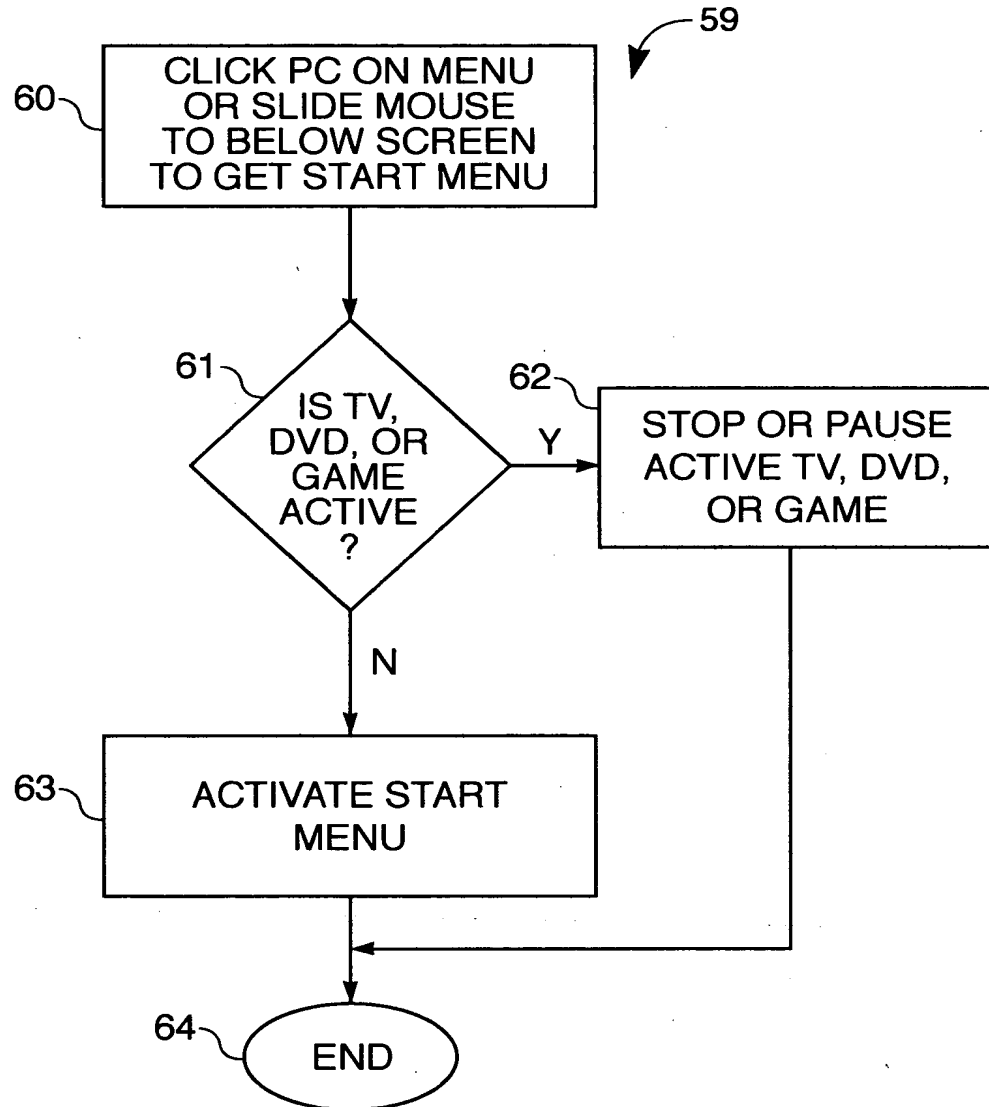 59
60
CLICK PC ON MENU
OR SLIDE MOUSE
TO BELOW SCREEN
TO GET START MENU
61
IS TV,
DVD, OR
GAME
ACTIVE
?
Y
62
STOP OR PAUSE
ACTIVE TV, DVD,
OR GAME
N
63
ACTIVATE START
MENU
64
END